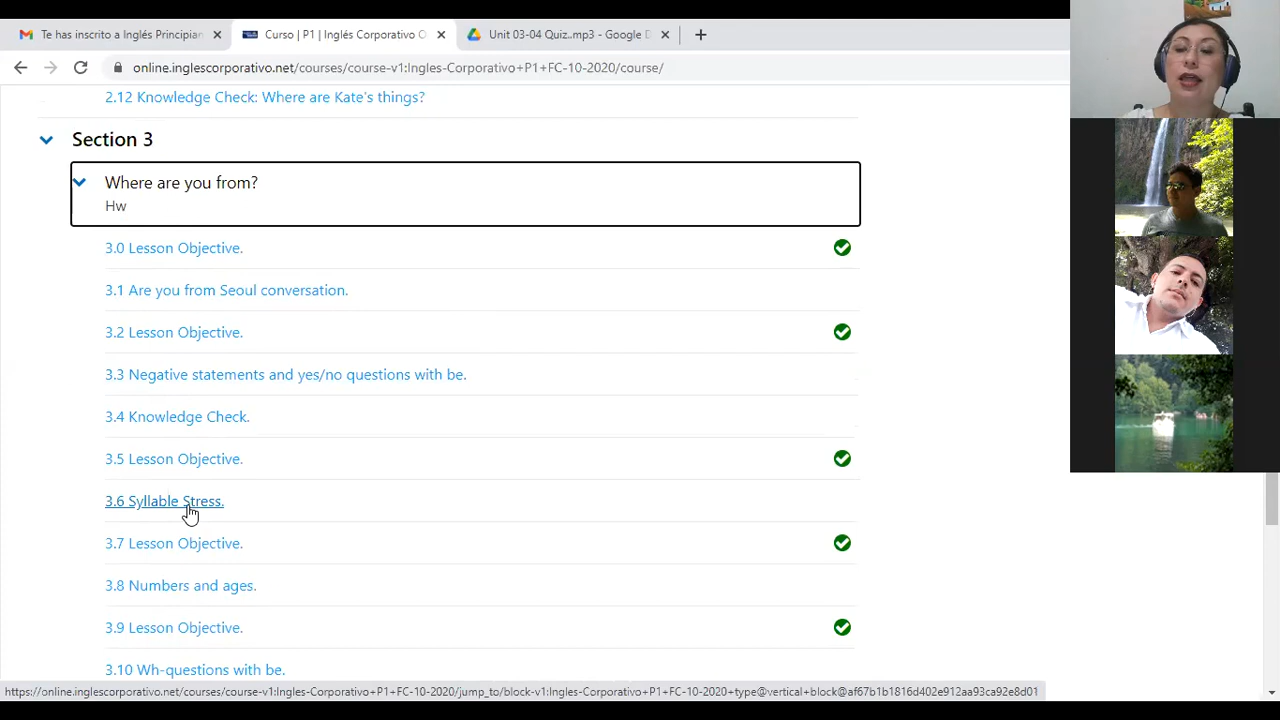 Te has inscrito a Inglés Principian
Curso | P1 | Inglés Corporativo O
Unit 03-04 Quiz..mp3 - Google D
online.inglescorporativo.net/courses/course-v1:Ingles-Corporativo+P1+FC-10-2020/course/
2.12 Knowledge Check: Where are Kate's things?
Section 3
Where are you from?
Hw
3.0 Lesson Objective.
3.1 Are you from Seoul conversation.
3.2 Lesson Objective.
3.3 Negative statements and yes/no questions with be.
3.4 Knowledge Check.
3.5 Lesson Objective.
3.6 Syllable Stress.
3.7 Lesson Objective.
3.8 Numbers and ages.
3.9 Lesson Objective.
3.10 Wh-questions with be.
https://online.inglescorporativo.net/courses/course-v1:Ingles-Corporativo+P1+FC-10-2020/jump_to/block-v1:Ingles-Corporativo+P1+FC-10-2020+type@vertical+block@af67b1b1816d402e912aa93ca92e8d01